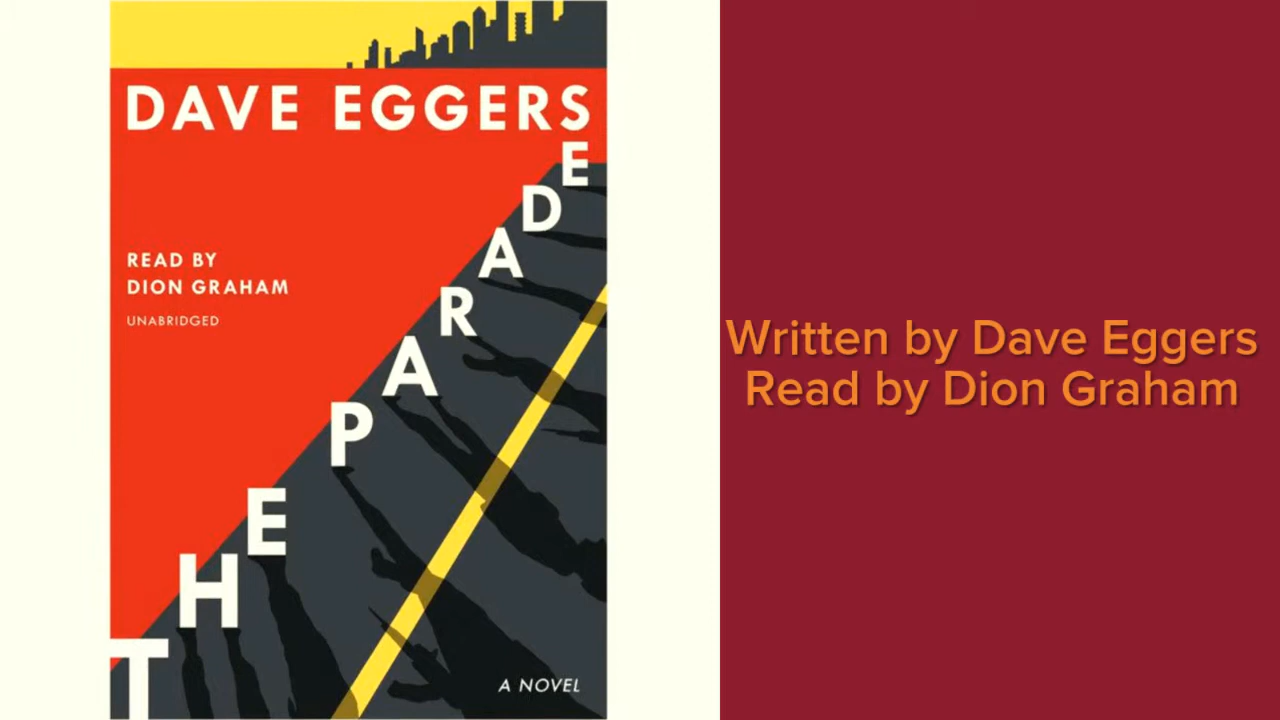 DAVE EGGERS
THE PARADE
READ BY
DION GRAHAM
UNABRIDGED
A NOVEL
Written by Dave Eggers
Read by Dion Graham